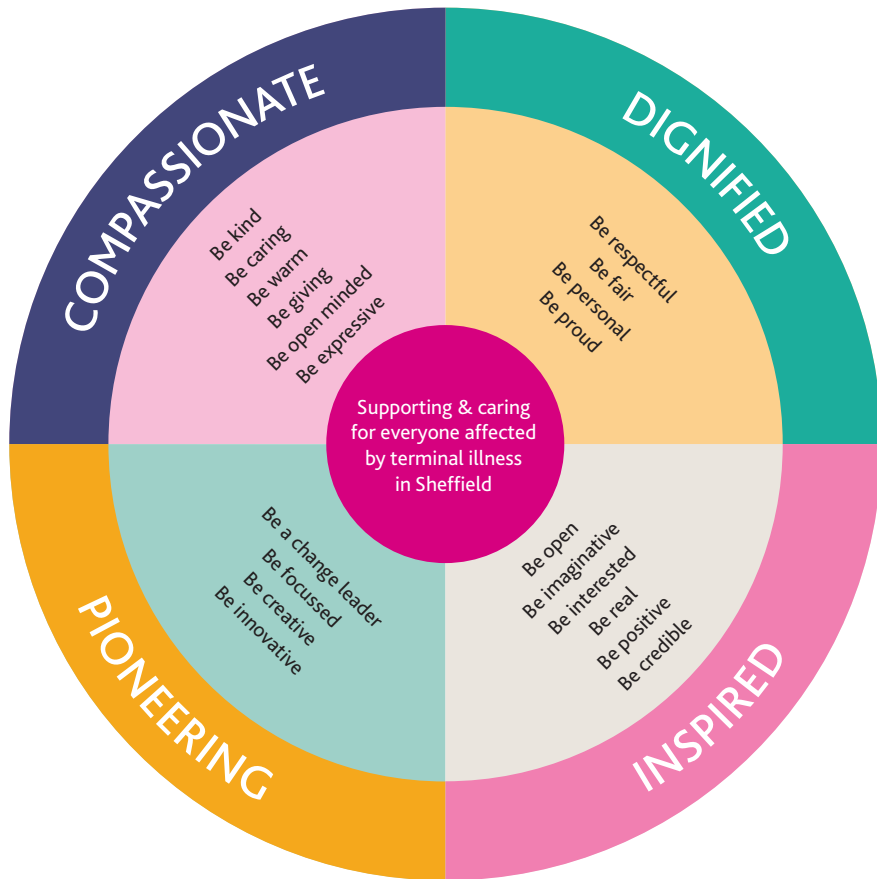 COMPASSIONATE
Be kind
Be caring
Be warm
Be giving
Be open minded
Be expressive
DIGNIFIED
Be respectful
Be fair
Be personal
Be proud
Supporting & caring
for everyone affected
by terminal illness
in Sheffield
PIONEERING
Be a change leader
Be focussed
Be creative
Be innovative
INSPIRED
Be open
Be imaginative
Be interested
Be real
Be positive
Be credible